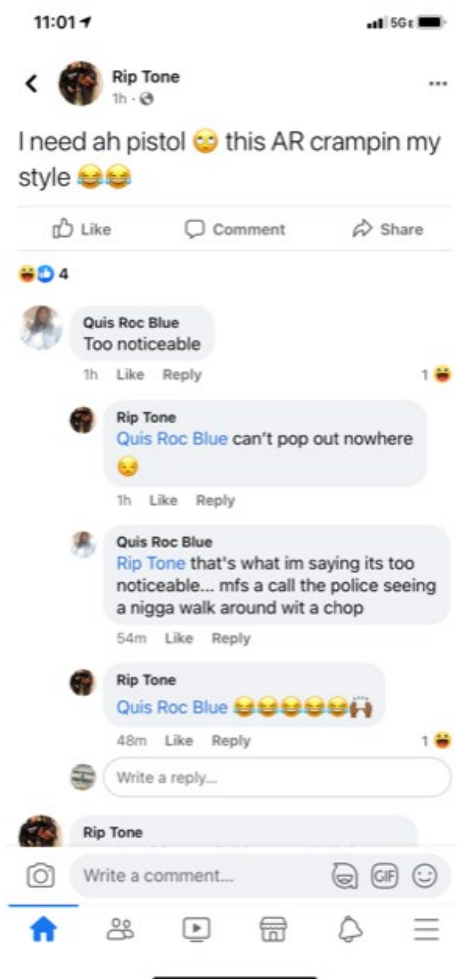 11:01
5GE
Rip Tone
1h ·
I need ah pistol 🙄 this AR crampin my
style 😂😂
Like Comment Share
4
Quis Roc Blue
Too noticeable
1h Like Reply 1
Rip Tone
Quis Roc Blue can't pop out nowhere
😔
1h Like Reply
Quis Roc Blue
Rip Tone that's what im saying its too
noticeable... mfs a call the police seeing
a nigga walk around wit a chop
54m Like Reply
Rip Tone
Quis Roc Blue 😂😂😂😂😂🙌🏾
48m Like Reply 1
Write a reply...
Rip Tone
Write a comment...
GIF